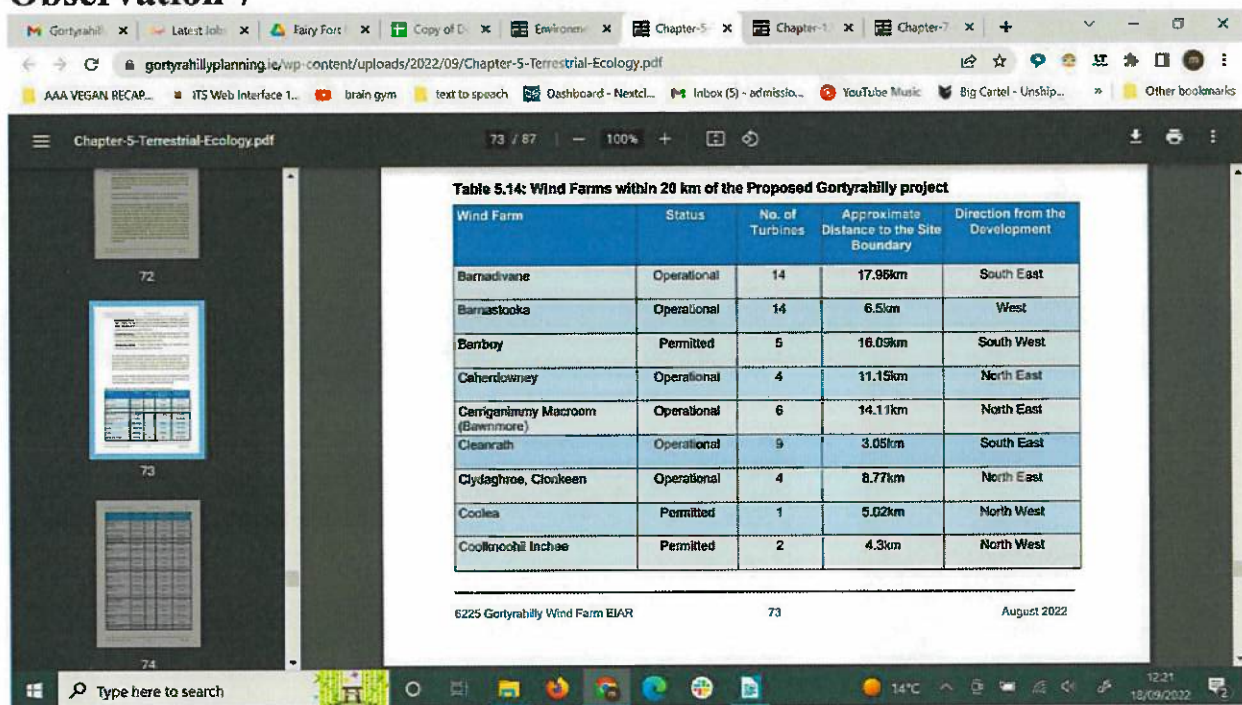 Observation 7
Gortyrahill
Latest Job
Fairy Fort
Copy of D
Environme
Chapter-5-
Chapter-1
Chapter-7
gortyrahillyplanning.ie/wp-content/uploads/2022/09/Chapter-5-Terrestrial-Ecology.pdf
AAA VEGAN RECAP... ITS Web Interface 1... brain gym text to speach Dashboard - Nextcl... Inbox (5) - admissio... YouTube Music Big Cartel - Unship... » Other bookmarks
Chapter-5-Terrestrial-Ecology.pdf 73 / 87 | − 100% +
72
73
74
Table 5.14: Wind Farms within 20 km of the Proposed Gortyrahilly project
Wind Farm Status No. of Turbines Approximate Distance to the Site Boundary Direction from the Development
Barnadivane Operational 14 17.95km South East
Barnastooka Operational 14 6.5km West
Banboy Permitted 5 16.09km South West
Caherdowney Operational 4 11.15km North East
Carriganimmy Macroom (Bawnmore) Operational 6 14.11km North East
Cleanrath Operational 9 3.05km South East
Clydaghroe, Clonkeen Operational 4 8.77km North East
Coolea Permitted 1 5.02km North West
Coolknoohil Inchee Permitted 2 4.3km North West
6225 Gortyrahilly Wind Farm EIAR 73 August 2022
Type here to search
14°C
12:21
18/09/2022
2